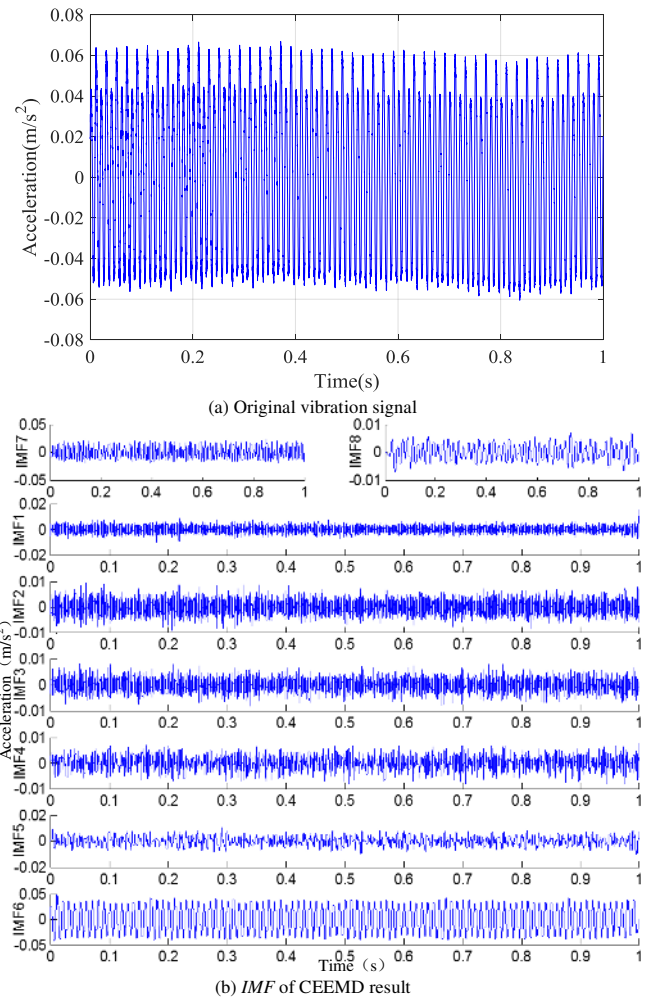 0.08
0.06
0.04
0.02
0
-0.02
-0.04
-0.06
-0.08
Acceleration(m/s2)
0 0.2 0.4 0.6 0.8 1
Time(s)
(a) Original vibration signal
0.05 0.01
IMF7 0 IMF8 0
-0.05 -0.01
0 0.2 0.4 0.6 0.8 1 0 0.2 0.4 0.6 0.8 1
0.02
IMF1 0
-0.02
0 0.1 0.2 0.3 0.4 0.5 0.6 0.7 0.8 0.9 1
0.01
IMF2 0
-0.01
0 0.1 0.2 0.3 0.4 0.5 0.6 0.7 0.8 0.9 1
Acceleration（m/s2）
0.01
IMF3 0
-0.01
0 0.1 0.2 0.3 0.4 0.5 0.6 0.7 0.8 0.9 1
0.01
IMF4 0
-0.01
0 0.1 0.2 0.3 0.4 0.5 0.6 0.7 0.8 0.9 1
0.02
IMF5 0
-0.02
0 0.1 0.2 0.3 0.4 0.5 0.6 0.7 0.8 0.9 1
0.05
IMF6 0
-0.05
0 0.1 0.2 0.3 0.4 0.5 0.6 0.7 0.8 0.9 1
Time（s）
(b) IMF of CEEMD result